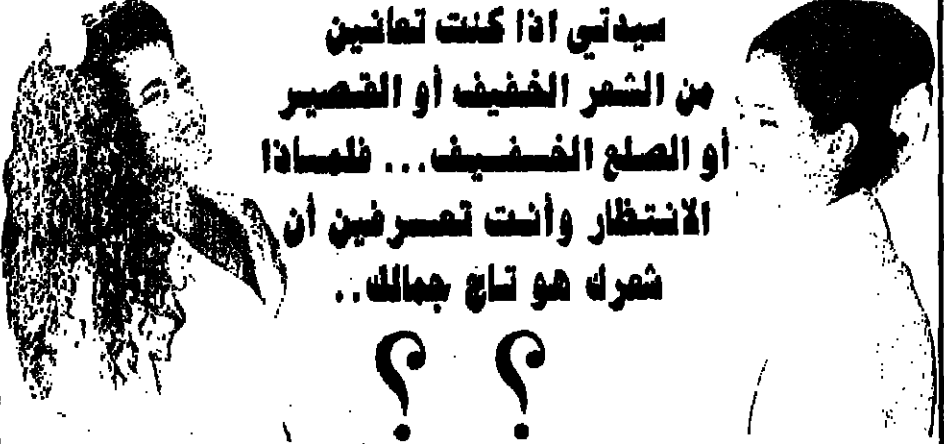 سيدتي اذا كنت تعانين
من الشعر الخفيف أو القصير
أو الصلع الخفيف... فلماذا
الانتظار وأنت تعرفين أن
شعرك هو تاج جمالك..
؟ ؟